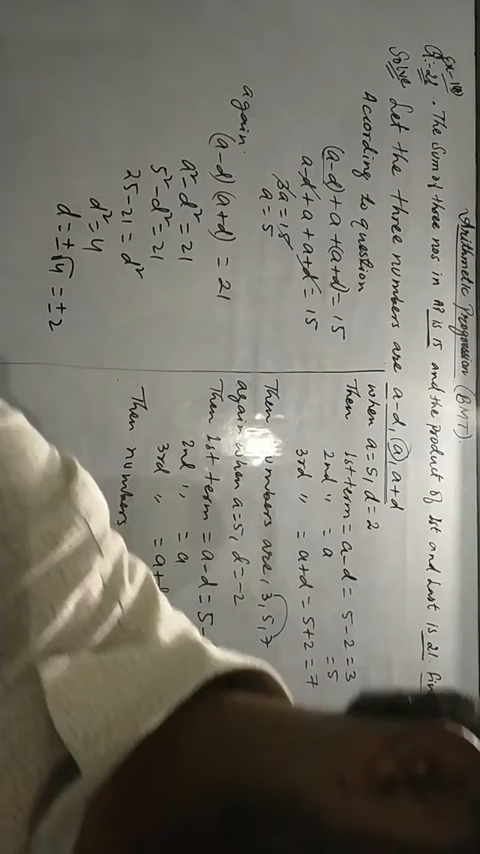 Arithmetic Progression (BMT).
Ex-1(B)
Q:-21. The Sum of three nos in AP is 15 and the product of 1st and Last is 21.
Solve Let the three numbers are a-d, a, a+d
According to question
(a-d) + a + (a+d) = 15
a-d + a + a+d = 15
3a = 15
a = 5
again.
(a-d) (a+d) = 21
a²-d² = 21
5²-d² = 21
25-21 = d²
d² = 4
d = ±√4 = ±2
when a=5, d=2
Then 1st term = a-d = 5-2 = 3
2nd " = a = 5
3rd " = a+d = 5+2 = 7
Then numbers are, 3, 5, 7
again when a=5, d=-2
Then 1st term = a-d = 5-
2nd " = a
3rd " = a+
Then numbers